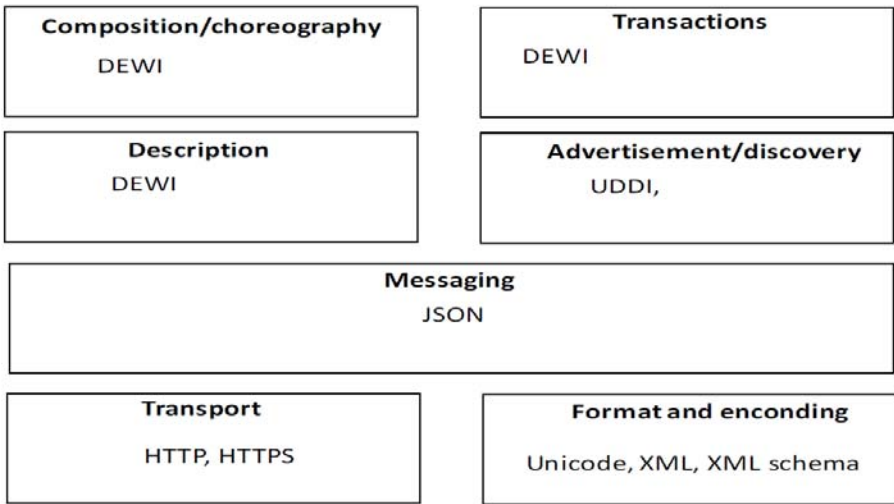 Composition/choreography
DEWI
Transactions
DEWI
Description
DEWI
Advertisement/discovery
UDDI,
Messaging
JSON
Transport
HTTP, HTTPS
Format and enconding
Unicode, XML, XML schema